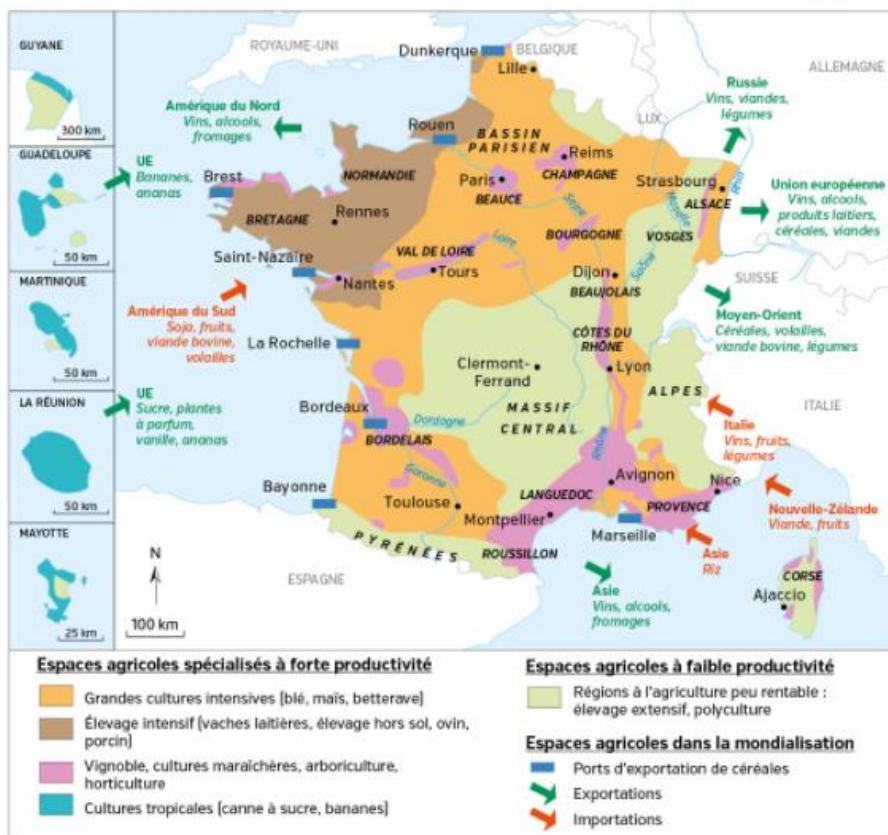 GUYANE
300 km
GUADELOUPE
50 km
MARTINIQUE
50 km
LA RÉUNION
50 km
MAYOTTE
25 km
ROYAUME-UNI
BELGIQUE
ALLEMAGNE
LUX.
SUISSE
ITALIE
ESPAGNE
Dunkerque
Lille
Amérique du Nord
Vins, alcools,
fromages
Russie
Vins, viandes,
légumes
Rouen
BASSIN
PARISIEN
Reims
CHAMPAGNE
UE
Bananes,
ananas
Brest
NORMANDIE
Paris
BEAUCE
Seine
Strasbourg
Rhin
ALSACE
Moselle
Union européenne
Vins, alcools,
produits laitiers,
céréales, viandes
BRETAGNE
Rennes
BOURGOGNE
VOSGES
VAL DE LOIRE
Loire
Saône
Saint-Nazaire
Tours
Nantes
Dijon
BEAUJOLAIS
Amérique du Sud
Soja, fruits,
viande bovine,
volailles
Moyen-Orient
Céréales, volailles,
viande bovine, légumes
La Rochelle
CÔTES DU
RHÔNE
Clermont-
Ferrand
Lyon
ALPES
UE
Sucre, plantes
à parfum,
vanille, ananas
Bordeaux
Dordogne
MASSIF
CENTRAL
Italie
Vins, fruits,
légumes
BORDELAIS
Garonne
Rhône
Avignon
Nice
Bayonne
Toulouse
LANGUEDOC
PROVENCE
Nouvelle-Zélande
Viande, fruits
Montpellier
Marseille
Asie
Riz
PYRÉNÉES
ROUSSILLON
CORSE
Ajaccio
Asie
Vins, alcools,
fromages
N
100 km
Espaces agricoles spécialisés à forte productivité
Grandes cultures intensives (blé, maïs, betterave)
Élevage intensif (vaches laitières, élevage hors sol, ovin,
porcin)
Vignoble, cultures maraîchères, arboriculture,
horticulture
Cultures tropicales (canne à sucre, bananes)
Espaces agricoles à faible productivité
Régions à l'agriculture peu rentable :
élevage extensif, polyculture
Espaces agricoles dans la mondialisation
Ports d'exportation de céréales
Exportations
Importations